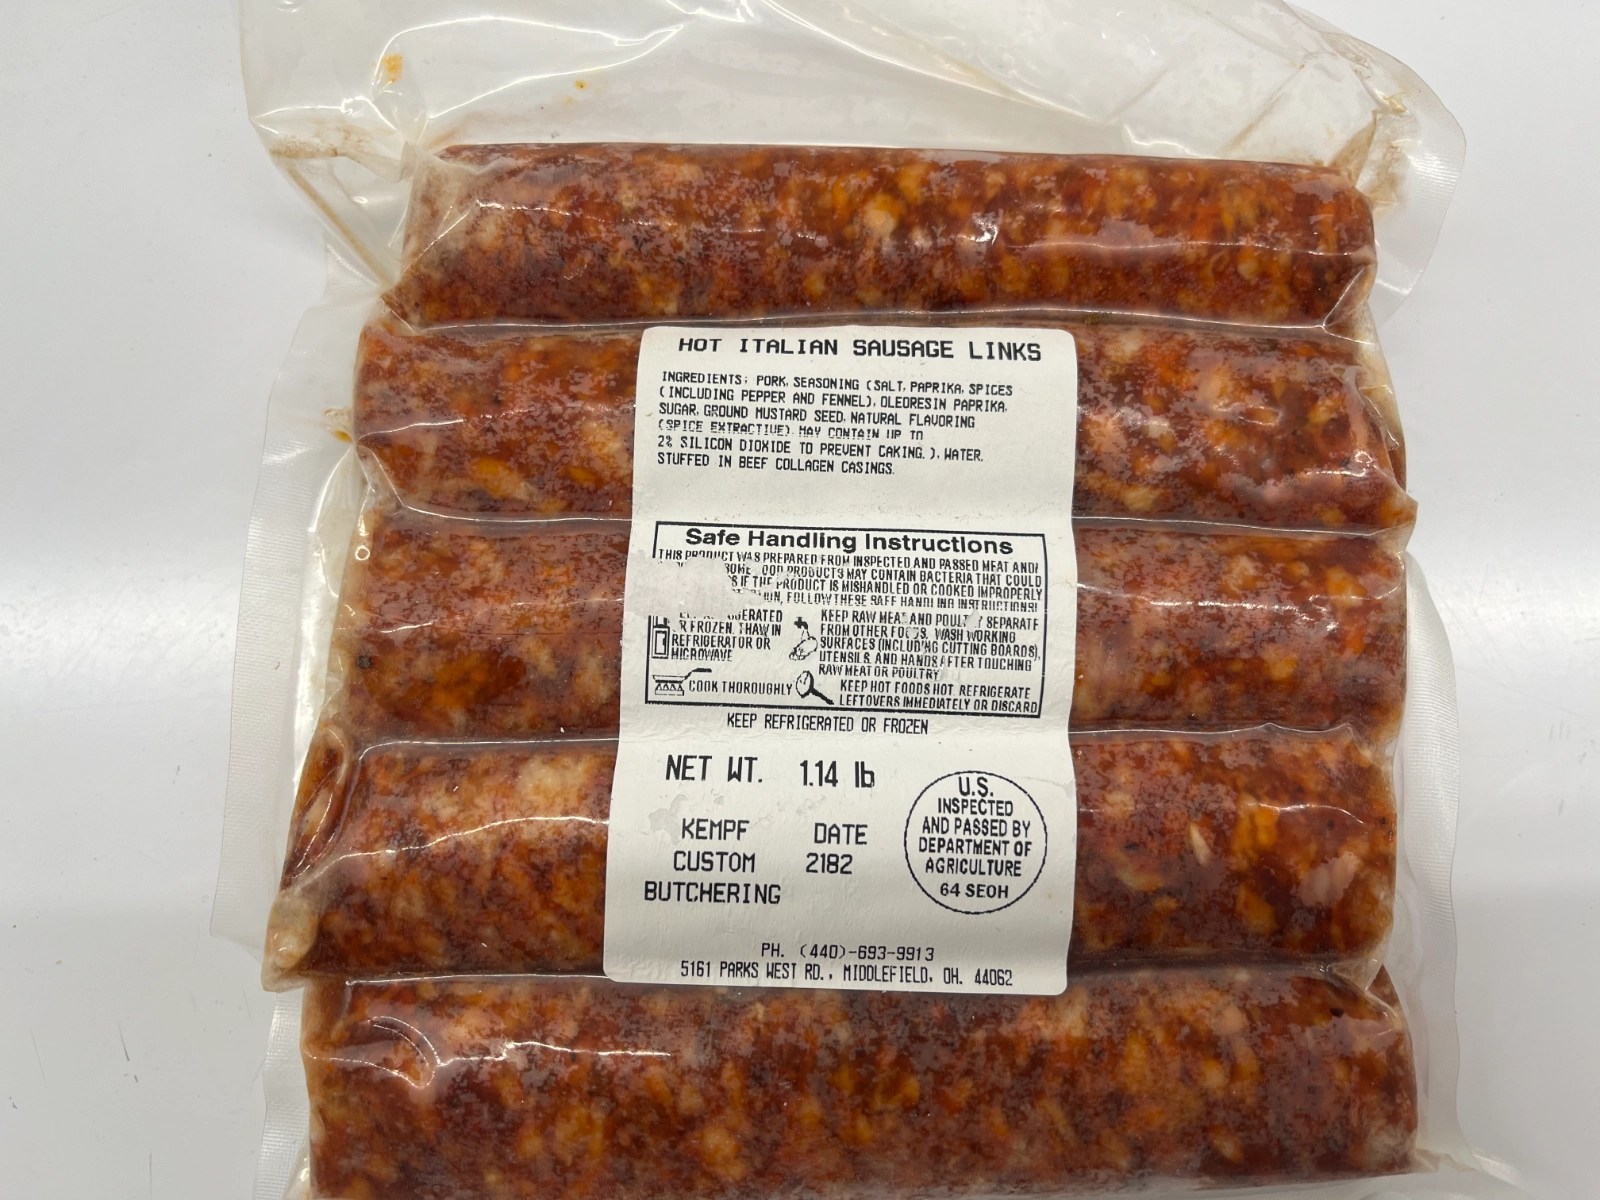 HOT ITALIAN SAUSAGE LINKS
INGREDIENTS: PORK, SEASONING (SALT, PAPRIKA, SPICES
(INCLUDING PEPPER AND FENNEL), OLEORESIN PAPRIKA,
SUGAR, GROUND MUSTARD SEED, NATURAL FLAVORING
(SPICE EXTRACTIVE). MAY CONTAIN UP TO
2% SILICON DIOXIDE TO PREVENT CAKING.), WATER.
STUFFED IN BEEF COLLAGEN CASINGS.
Safe Handling Instructions
THIS PRODUCT WAS PREPARED FROM INSPECTED AND PASSED MEAT AND/
PRODUCTS MAY CONTAIN BACTERIA THAT COULD
IF THE PRODUCT IS MISHANDLED OR COOKED IMPROPERLY
FOLLOW THESE SAFE HANDLING INSTRUCTIONS!
OR FROZEN. THAW IN
REFRIGERATOR OR
MICROWAVE
KEEP RAW MEAT AND POULTRY SEPARATE
FROM OTHER FOODS. WASH WORKING
SURFACES (INCLUDING CUTTING BOARDS),
UTENSILS, AND HANDS AFTER TOUCHING
RAW MEAT OR POULTRY
COOK THOROUGHLY
KEEP HOT FOODS HOT. REFRIGERATE
LEFTOVERS IMMEDIATELY OR DISCARD
KEEP REFRIGERATED OR FROZEN
NET WT. 1.14 lb
KEMPF
CUSTOM
BUTCHERING
DATE
2182
U.S.
INSPECTED
AND PASSED BY
DEPARTMENT OF
AGRICULTURE
64 SEOH
PH. (440)-693-9913
5161 PARKS WEST RD., MIDDLEFIELD, OH. 44062